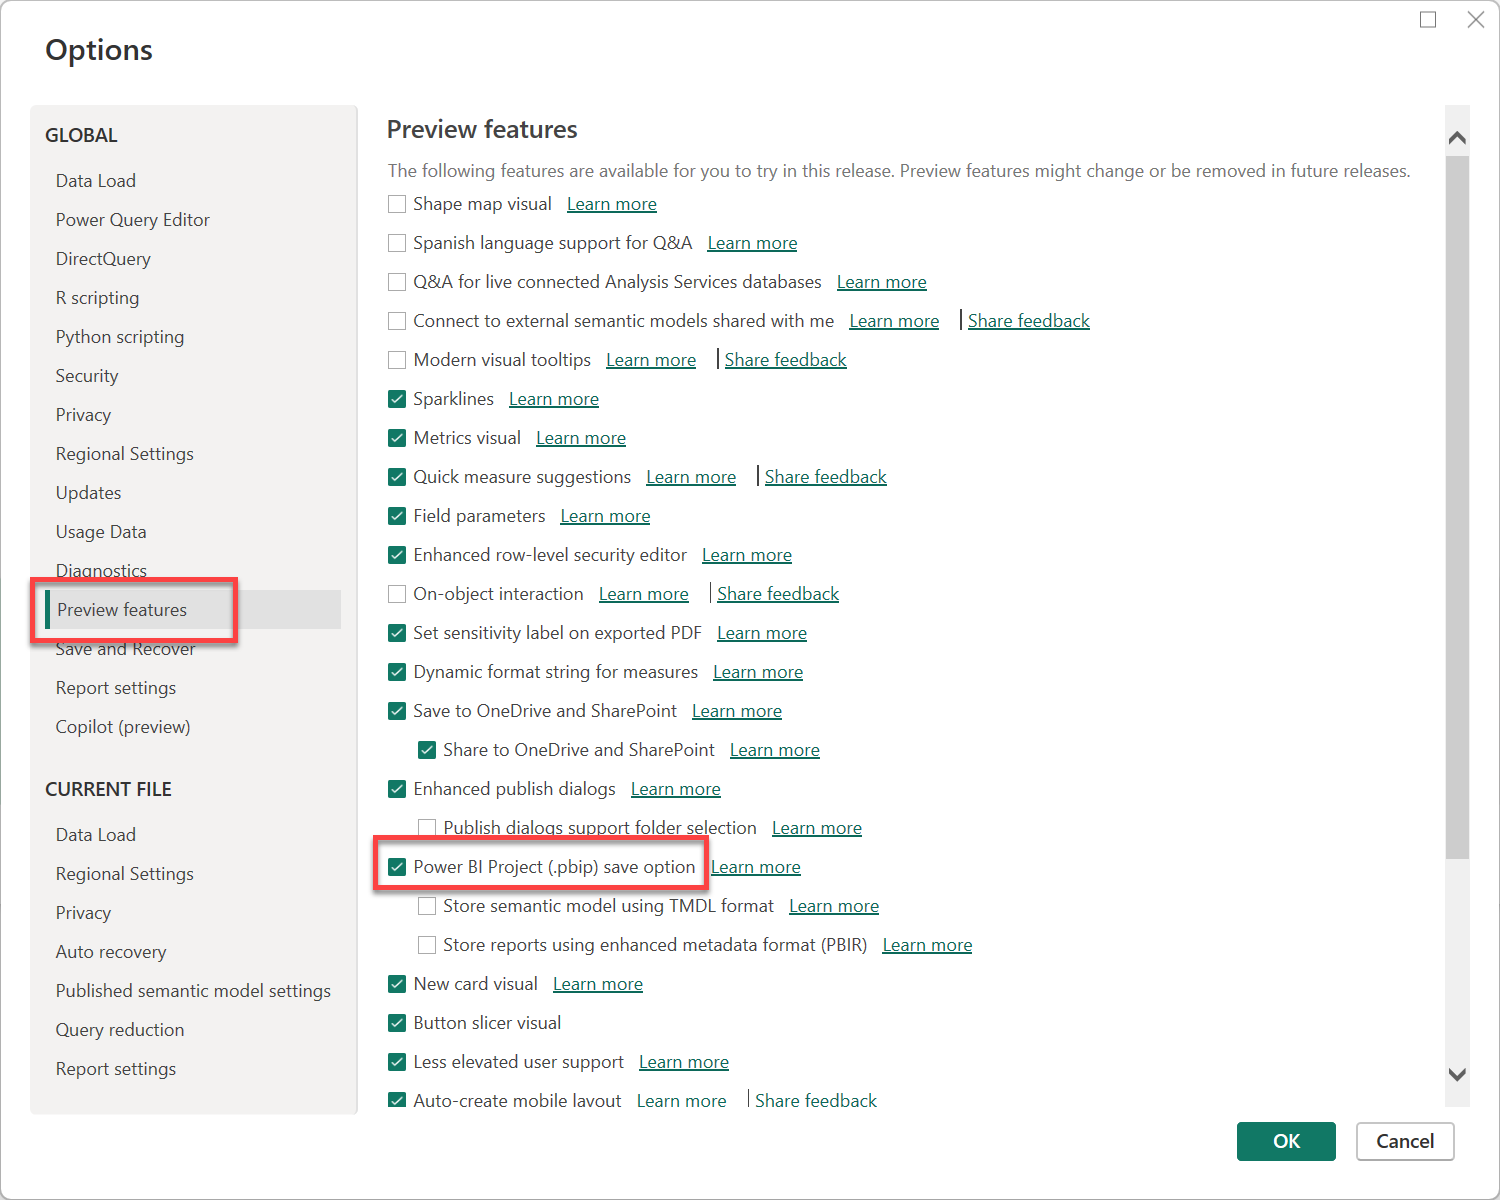 Options
GLOBAL
Data Load
Power Query Editor
DirectQuery
R scripting
Python scripting
Security
Privacy
Regional Settings
Updates
Usage Data
Diagnostics
Preview features
Save and Recover
Report settings
Copilot (preview)
CURRENT FILE
Data Load
Regional Settings
Privacy
Auto recovery
Published semantic model settings
Query reduction
Report settings
Preview features
The following features are available for you to try in this release. Preview features might change or be removed in future releases.
Shape map visual Learn more
Spanish language support for Q&A Learn more
Q&A for live connected Analysis Services databases Learn more
Connect to external semantic models shared with me Learn more | Share feedback
Modern visual tooltips Learn more | Share feedback
Sparklines Learn more
Metrics visual Learn more
Quick measure suggestions Learn more | Share feedback
Field parameters Learn more
Enhanced row-level security editor Learn more
On-object interaction Learn more | Share feedback
Set sensitivity label on exported PDF Learn more
Dynamic format string for measures Learn more
Save to OneDrive and SharePoint Learn more
Share to OneDrive and SharePoint Learn more
Enhanced publish dialogs Learn more
Publish dialogs support folder selection Learn more
Power BI Project (.pbip) save option Learn more
Store semantic model using TMDL format Learn more
Store reports using enhanced metadata format (PBIR) Learn more
New card visual Learn more
Button slicer visual
Less elevated user support Learn more
Auto-create mobile layout Learn more | Share feedback
OK Cancel